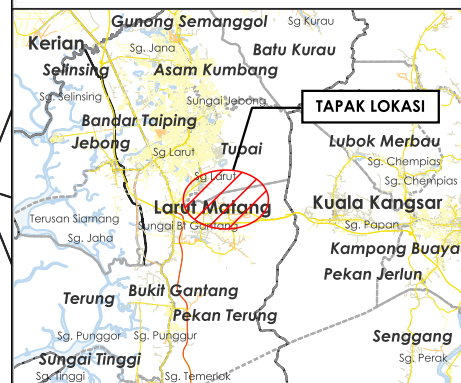 Gunong Semanggol
Sg Kurau
Kerian
Sg. Jana
Batu Kurau
Selinsing
Asam Kumbang
Sg. Selinsing
Sungai Jebong
TAPAK LOKASI
Bandar Taiping
Jebong
Sg Larut
Tupai
Lubok Merbau
Sg. Chempias
Sg Larut
Sg. Chempias
Larut Matang
Kuala Kangsar
Terusan Siamang
Sungai Bt Gantang
Sg. Papan
Sg. Jaha
Kampong Buaya
Pekan Jerlun
Terung
Bukit Gantang
Pekan Terung
Sg. Punggor
Sg. Punggur
Senggang
Sungai Tinggi
Sg. Perak
Sg. Tinggi
Sg. Temerlok